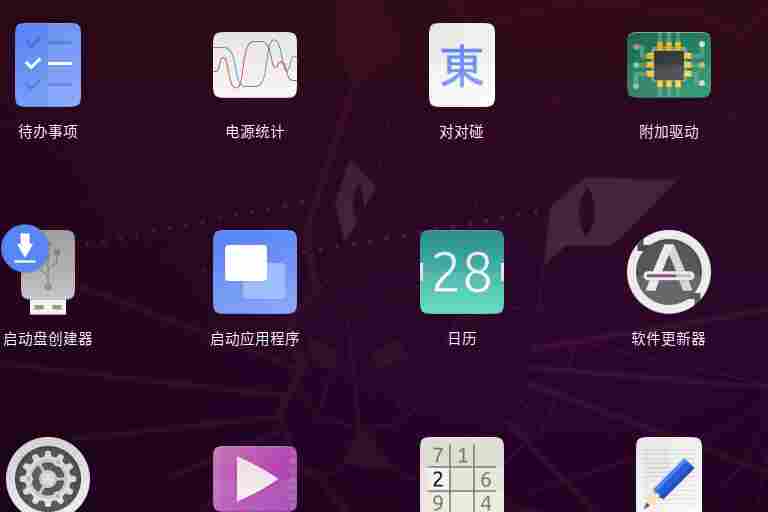 東
待办事项
电源统计
对对碰
附加驱动
28
启动盘创建器
启动应用程序
日历
软件更新器
7 1
2 6
9 4